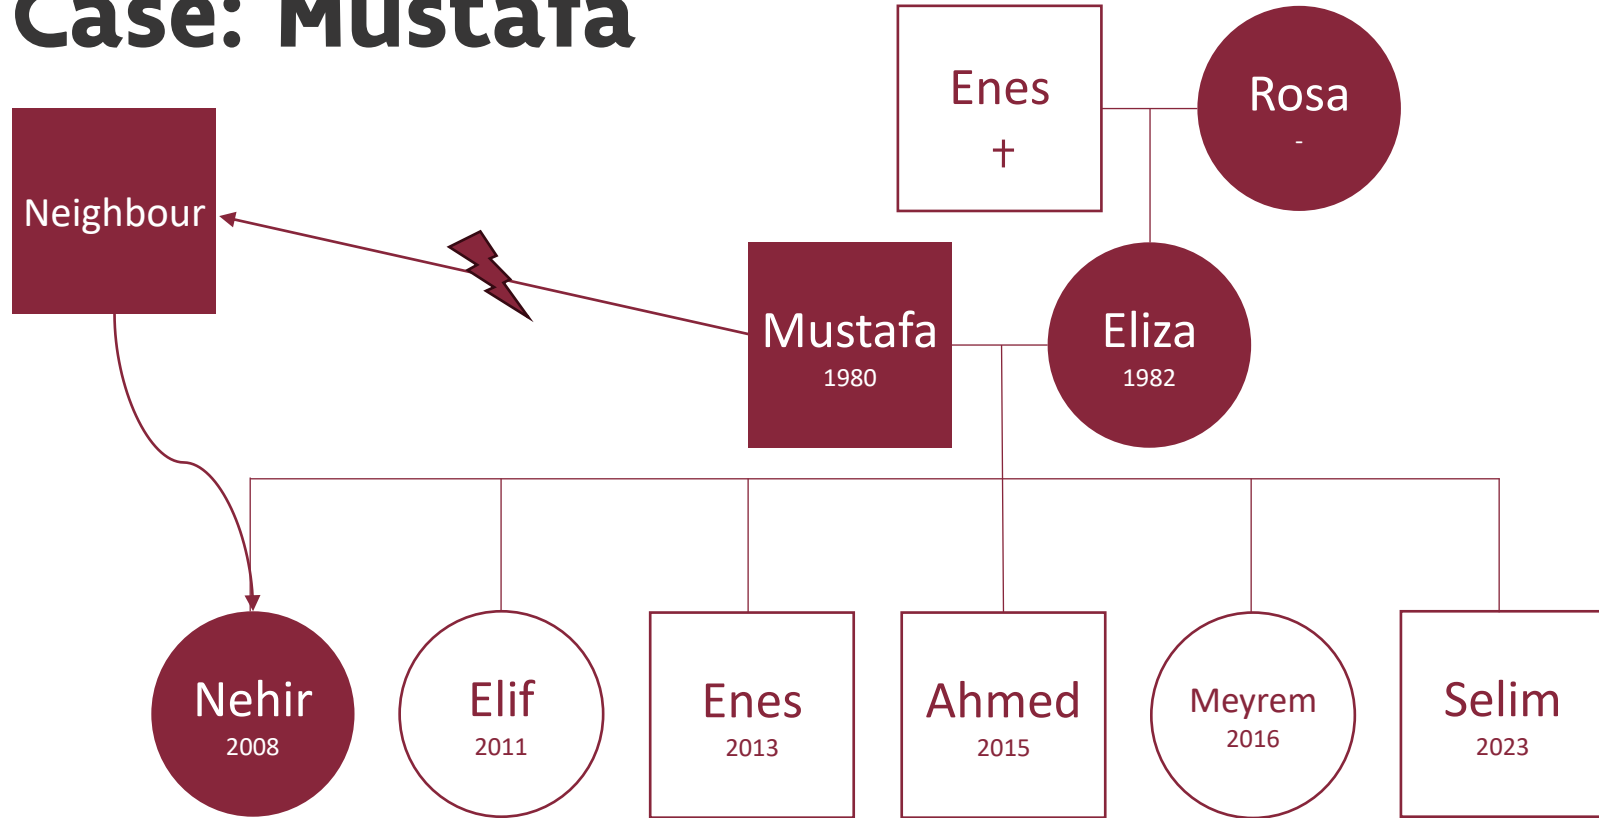 Case: Mustafa
Enes
†
Rosa
-
Neighbour
Mustafa
1980
Eliza
1982
Nehir
2008
Elif
2011
Enes
2013
Ahmed
2015
Meyrem
2016
Selim
2023